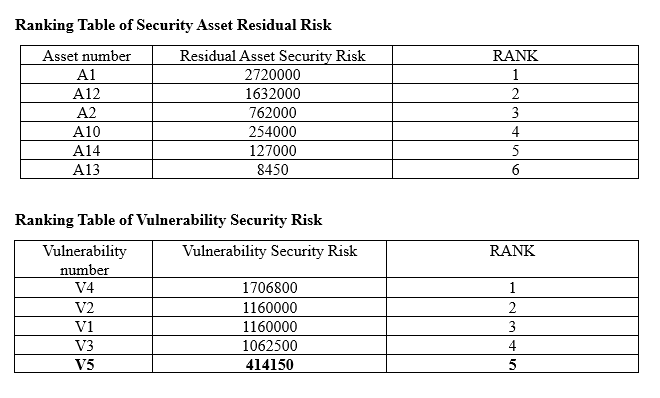 Ranking Table of Security Asset Residual Risk
Asset number Residual Asset Security Risk RANK
A1 2720000 1
A12 1632000 2
A2 762000 3
A10 254000 4
A14 127000 5
A13 8450 6
Ranking Table of Vulnerability Security Risk
Vulnerability Vulnerability Security Risk RANK
number
V4 1706800 1
V2 1160000 2
V1 1160000 3
V3 1062500 4
V5 414150 5